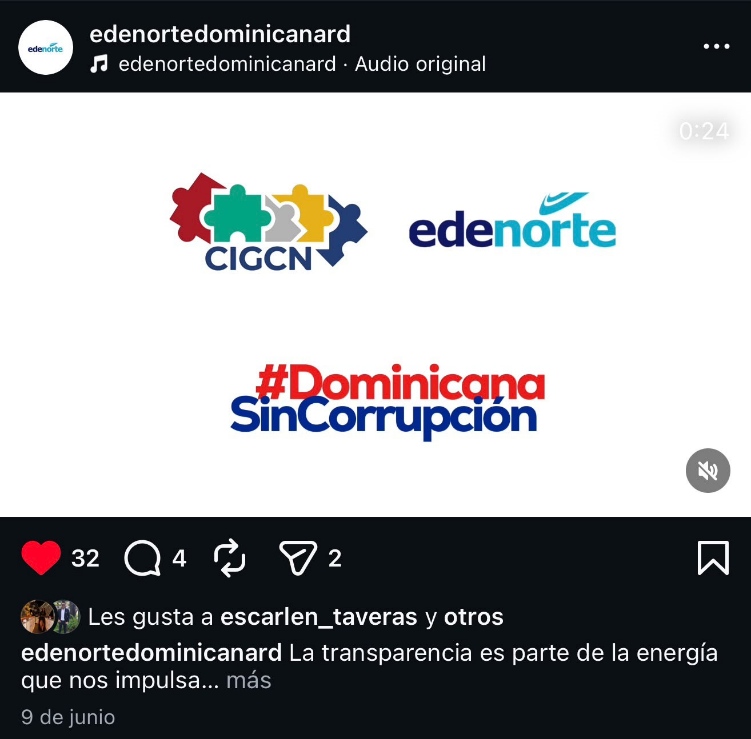 edenorte
edenortedominicanard
edenortedominicanard · Audio original
0:24
CIGCN
edenorte
#Dominicana
SinCorrupción
32
4
2
Les gusta a escarlen_taveras y otros
edenortedominicanard La transparencia es parte de la energía
que nos impulsa... más
9 de junio